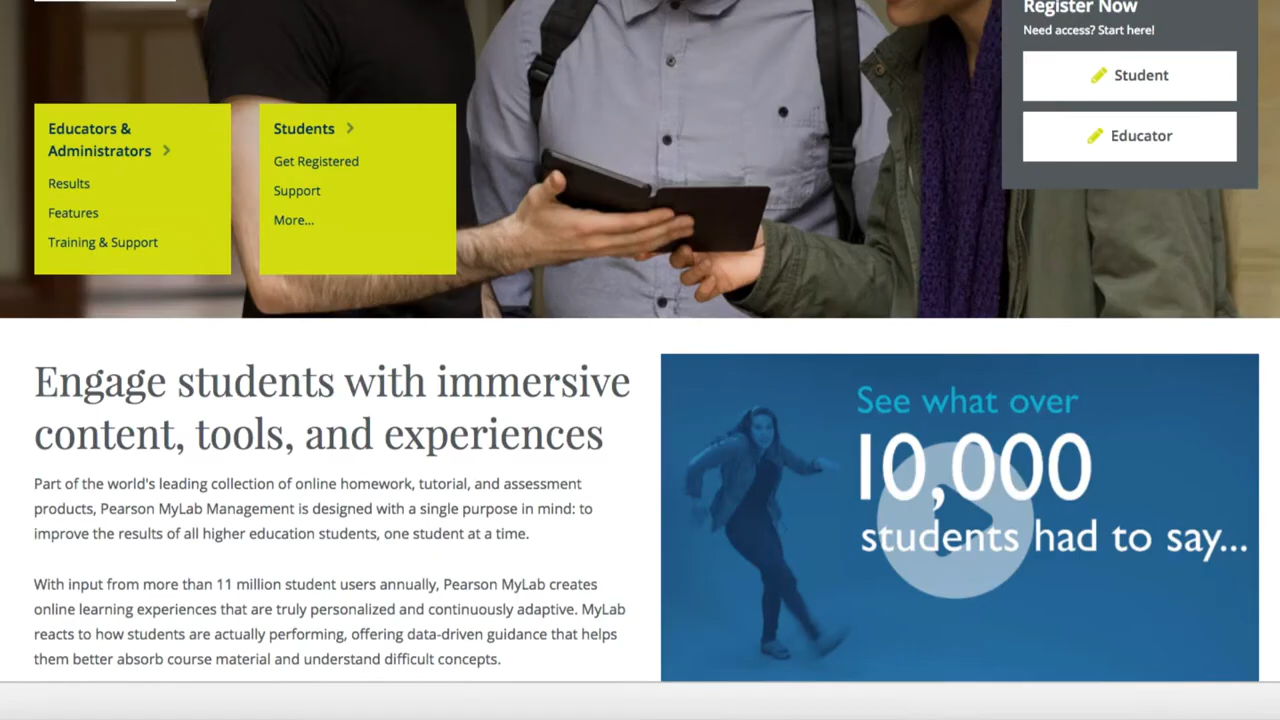 Register Now
Need access? Start here!
Student
Educator
Educators &
Administrators
Results
Features
Training & Support
Students
Get Registered
Support
More...
Engage students with immersive
content, tools, and experiences
Part of the world's leading collection of online homework, tutorial, and assessment
products, Pearson MyLab Management is designed with a single purpose in mind: to
improve the results of all higher education students, one student at a time.
With input from more than 11 million student users annually, Pearson MyLab creates
online learning experiences that are truly personalized and continuously adaptive. MyLab
reacts to how students are actually performing, offering data-driven guidance that helps
them better absorb course material and understand difficult concepts.
See what over
10,000
students had to say...